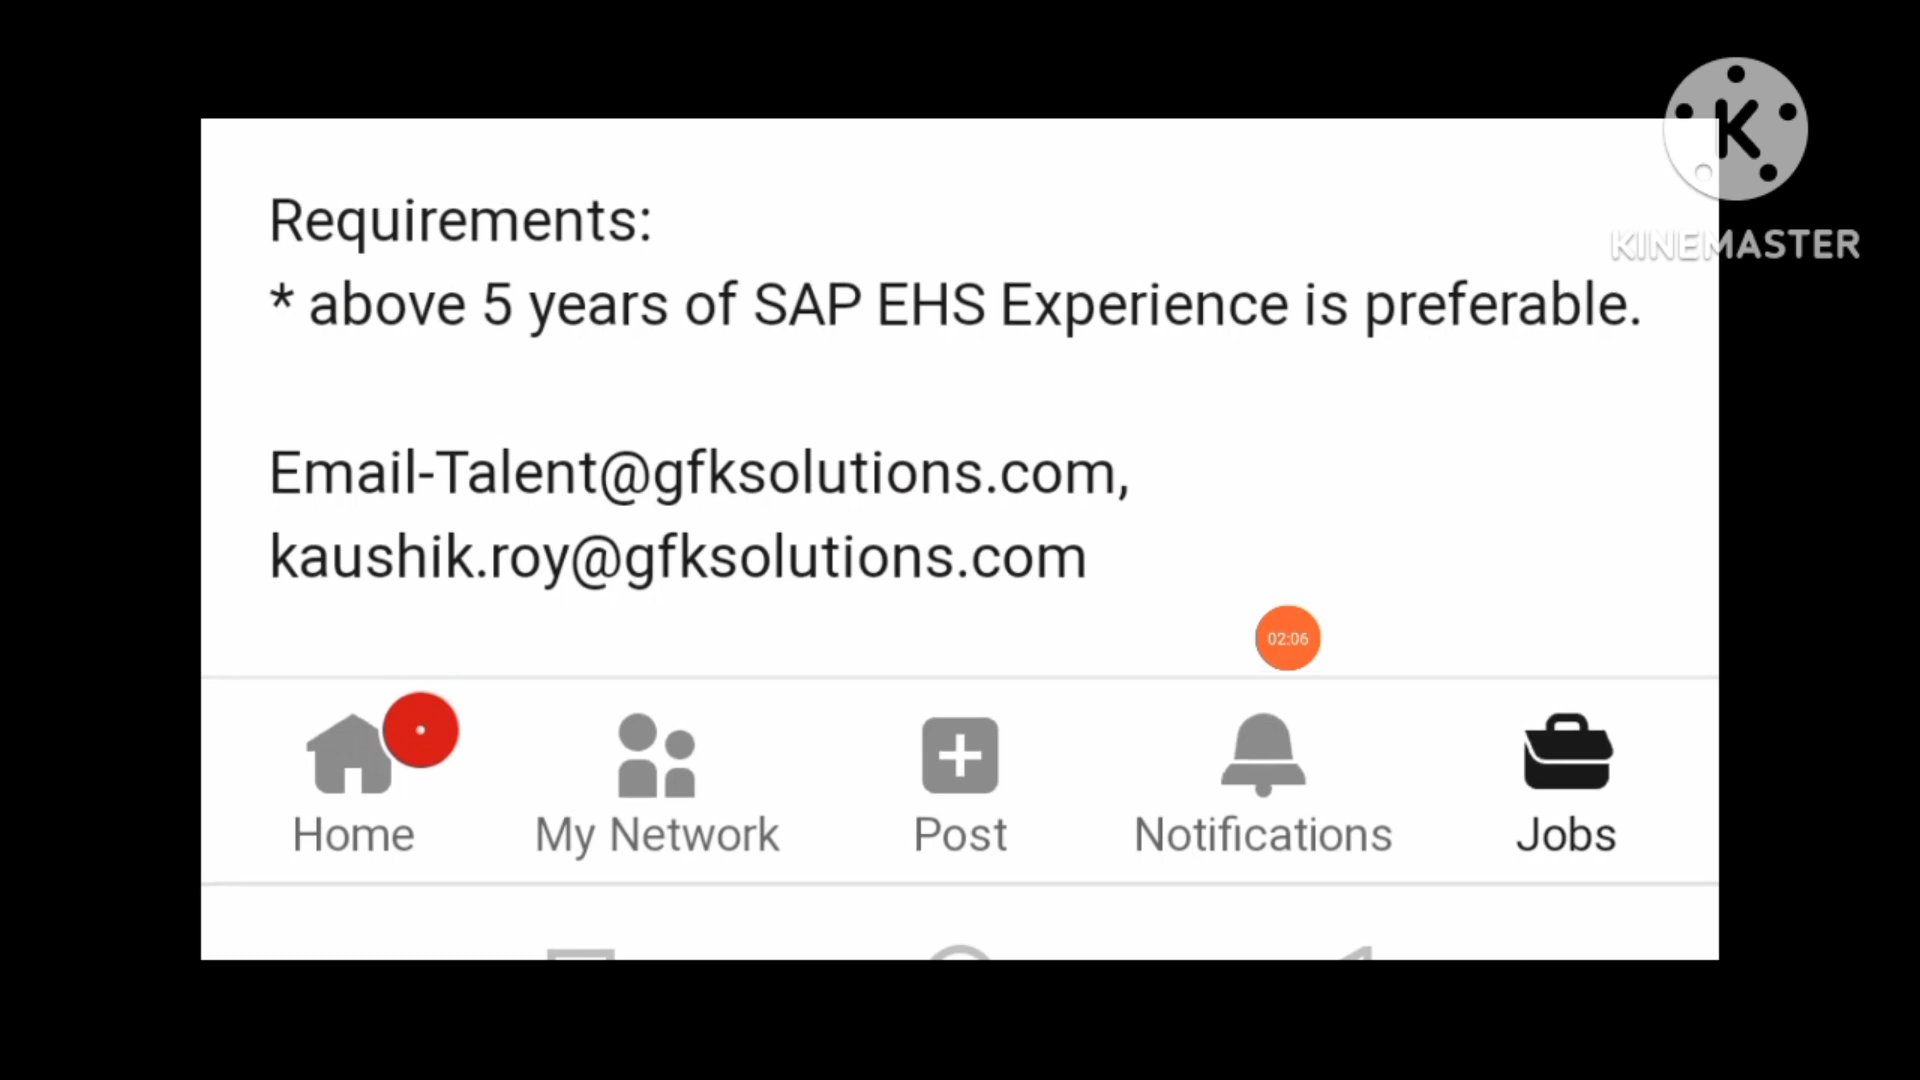 K
KINEMASTER
Requirements:
* above 5 years of SAP EHS Experience is preferable.
Email-Talent@gfksolutions.com,
kaushik.roy@gfksolutions.com
02:06
Home
My Network
Post
Notifications
Jobs